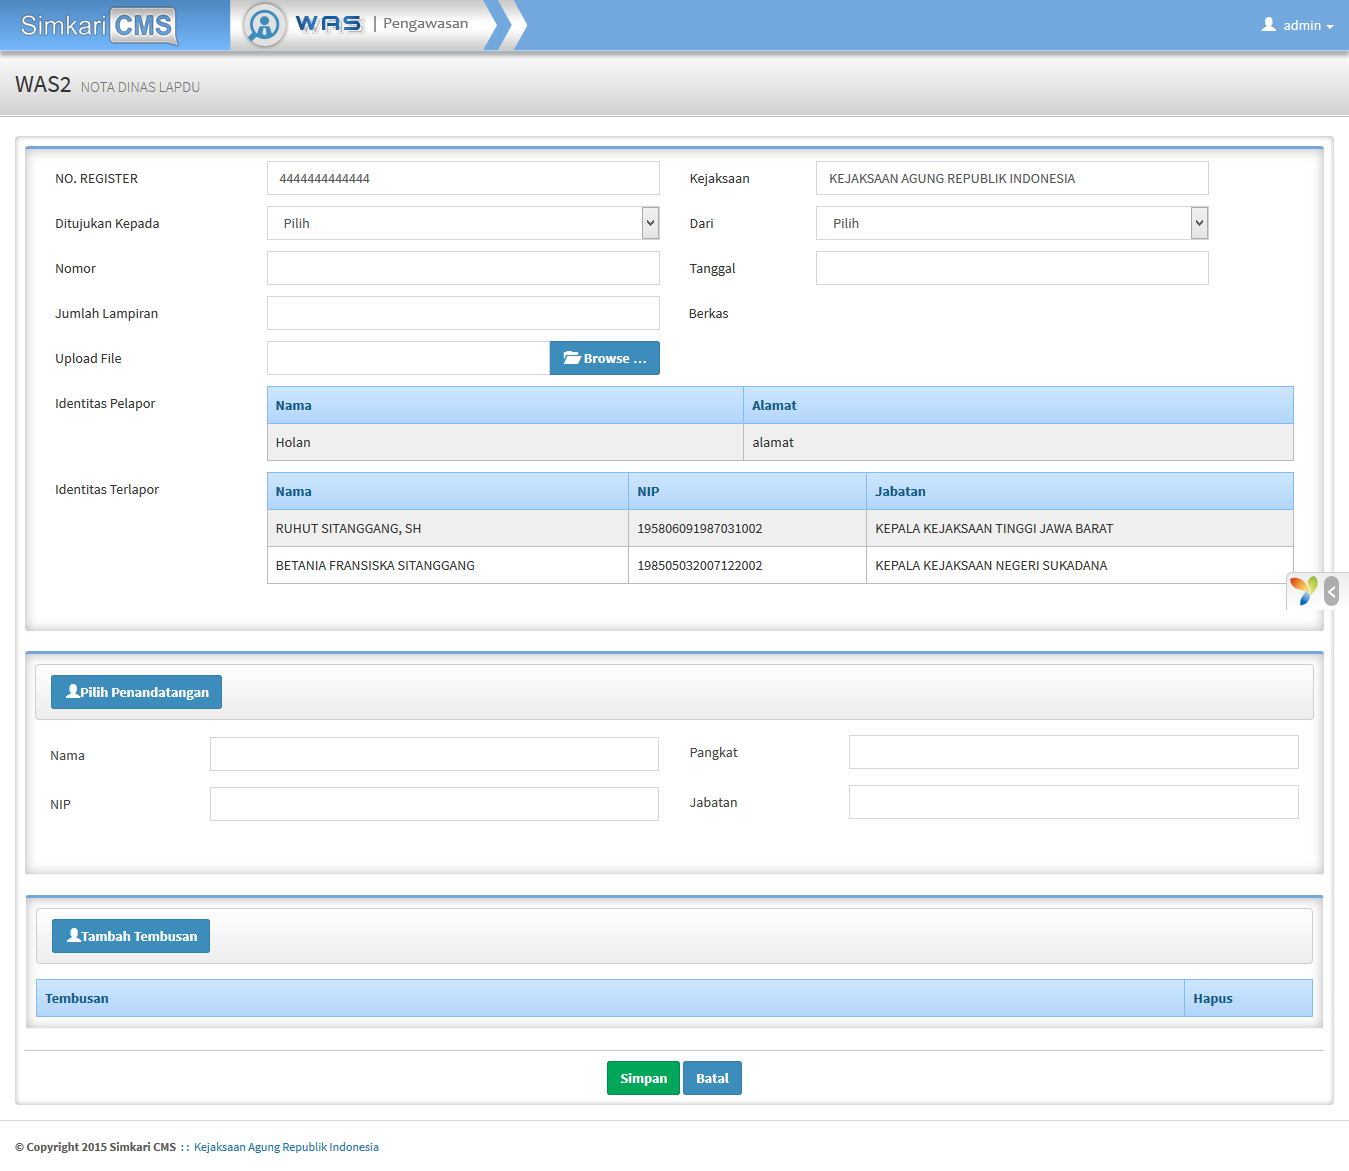 Simkari CMS WAS | Pengawasan admin
WAS2 NOTA DINAS LAPDU
NO. REGISTER 4444444444444 Kejaksaan KEJAKSAAN AGUNG REPUBLIK INDONESIA
Ditujukan Kepada Pilih Dari Pilih
Nomor Tanggal
Jumlah Lampiran Berkas
Upload File Browse ...
Identitas Pelapor Nama Alamat
Holan alamat
Identitas Terlapor Nama NIP Jabatan
RUHUT SITANGGANG, SH 195806091987031002 KEPALA KEJAKSAAN TINGGI JAWA BARAT
BETANIA FRANSISKA SITANGGANG 198505032007122002 KEPALA KEJAKSAAN NEGERI SUKADANA
Pilih Penandatangan
Nama Pangkat
NIP Jabatan
Tambah Tembusan
Tembusan Hapus
Simpan Batal
© Copyright 2015 Simkari CMS :: Kejaksaan Agung Republik Indonesia